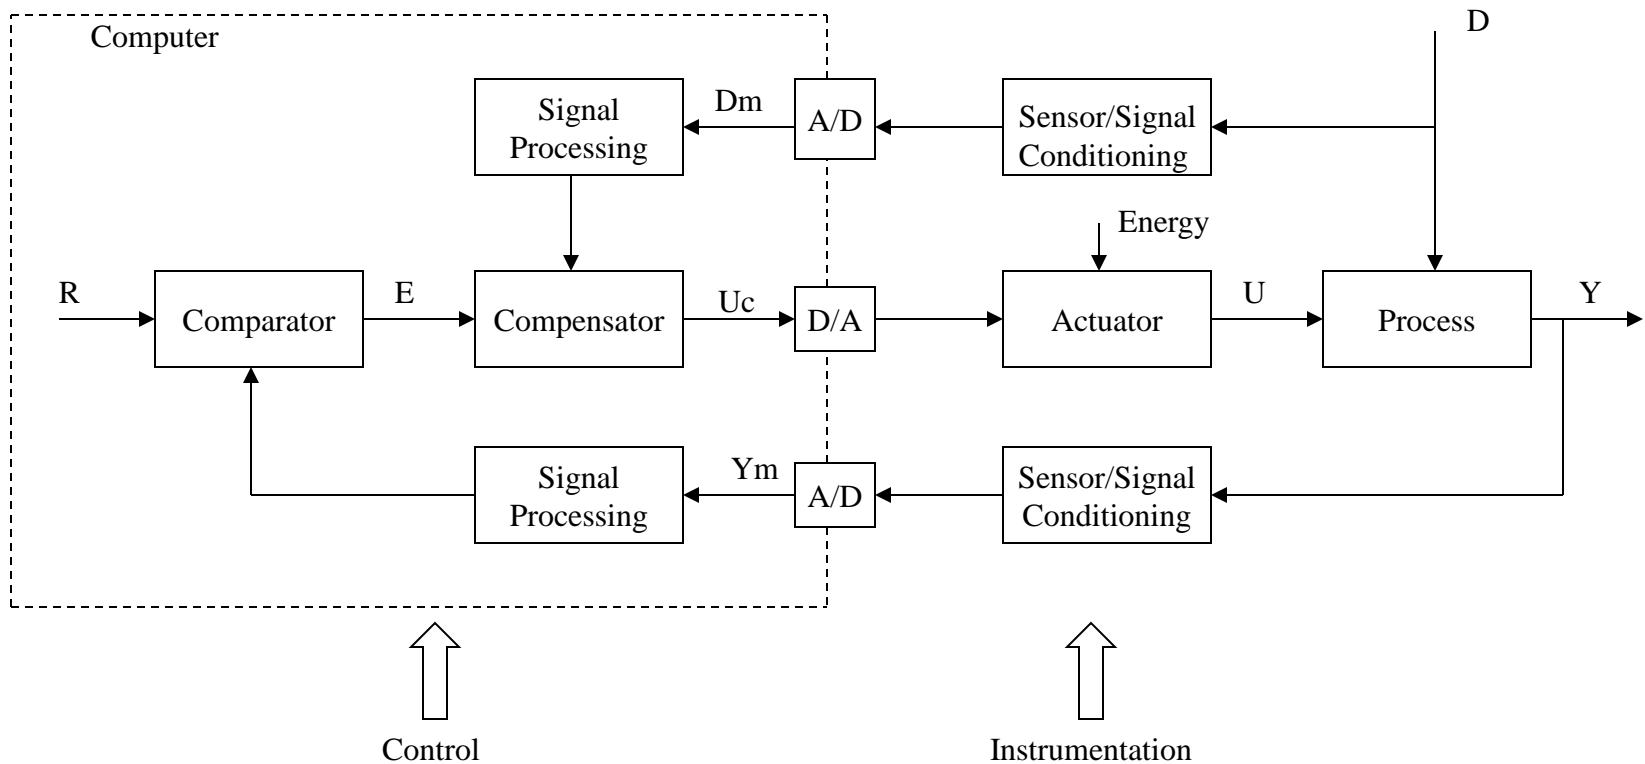 D
Computer
Signal
Processing
Dm
A/D
Sensor/Signal
Conditioning
Energy
R
Comparator
E
Compensator
Uc
D/A
Actuator
U
Process
Y
Signal
Processing
Ym
A/D
Sensor/Signal
Conditioning
Control
Instrumentation